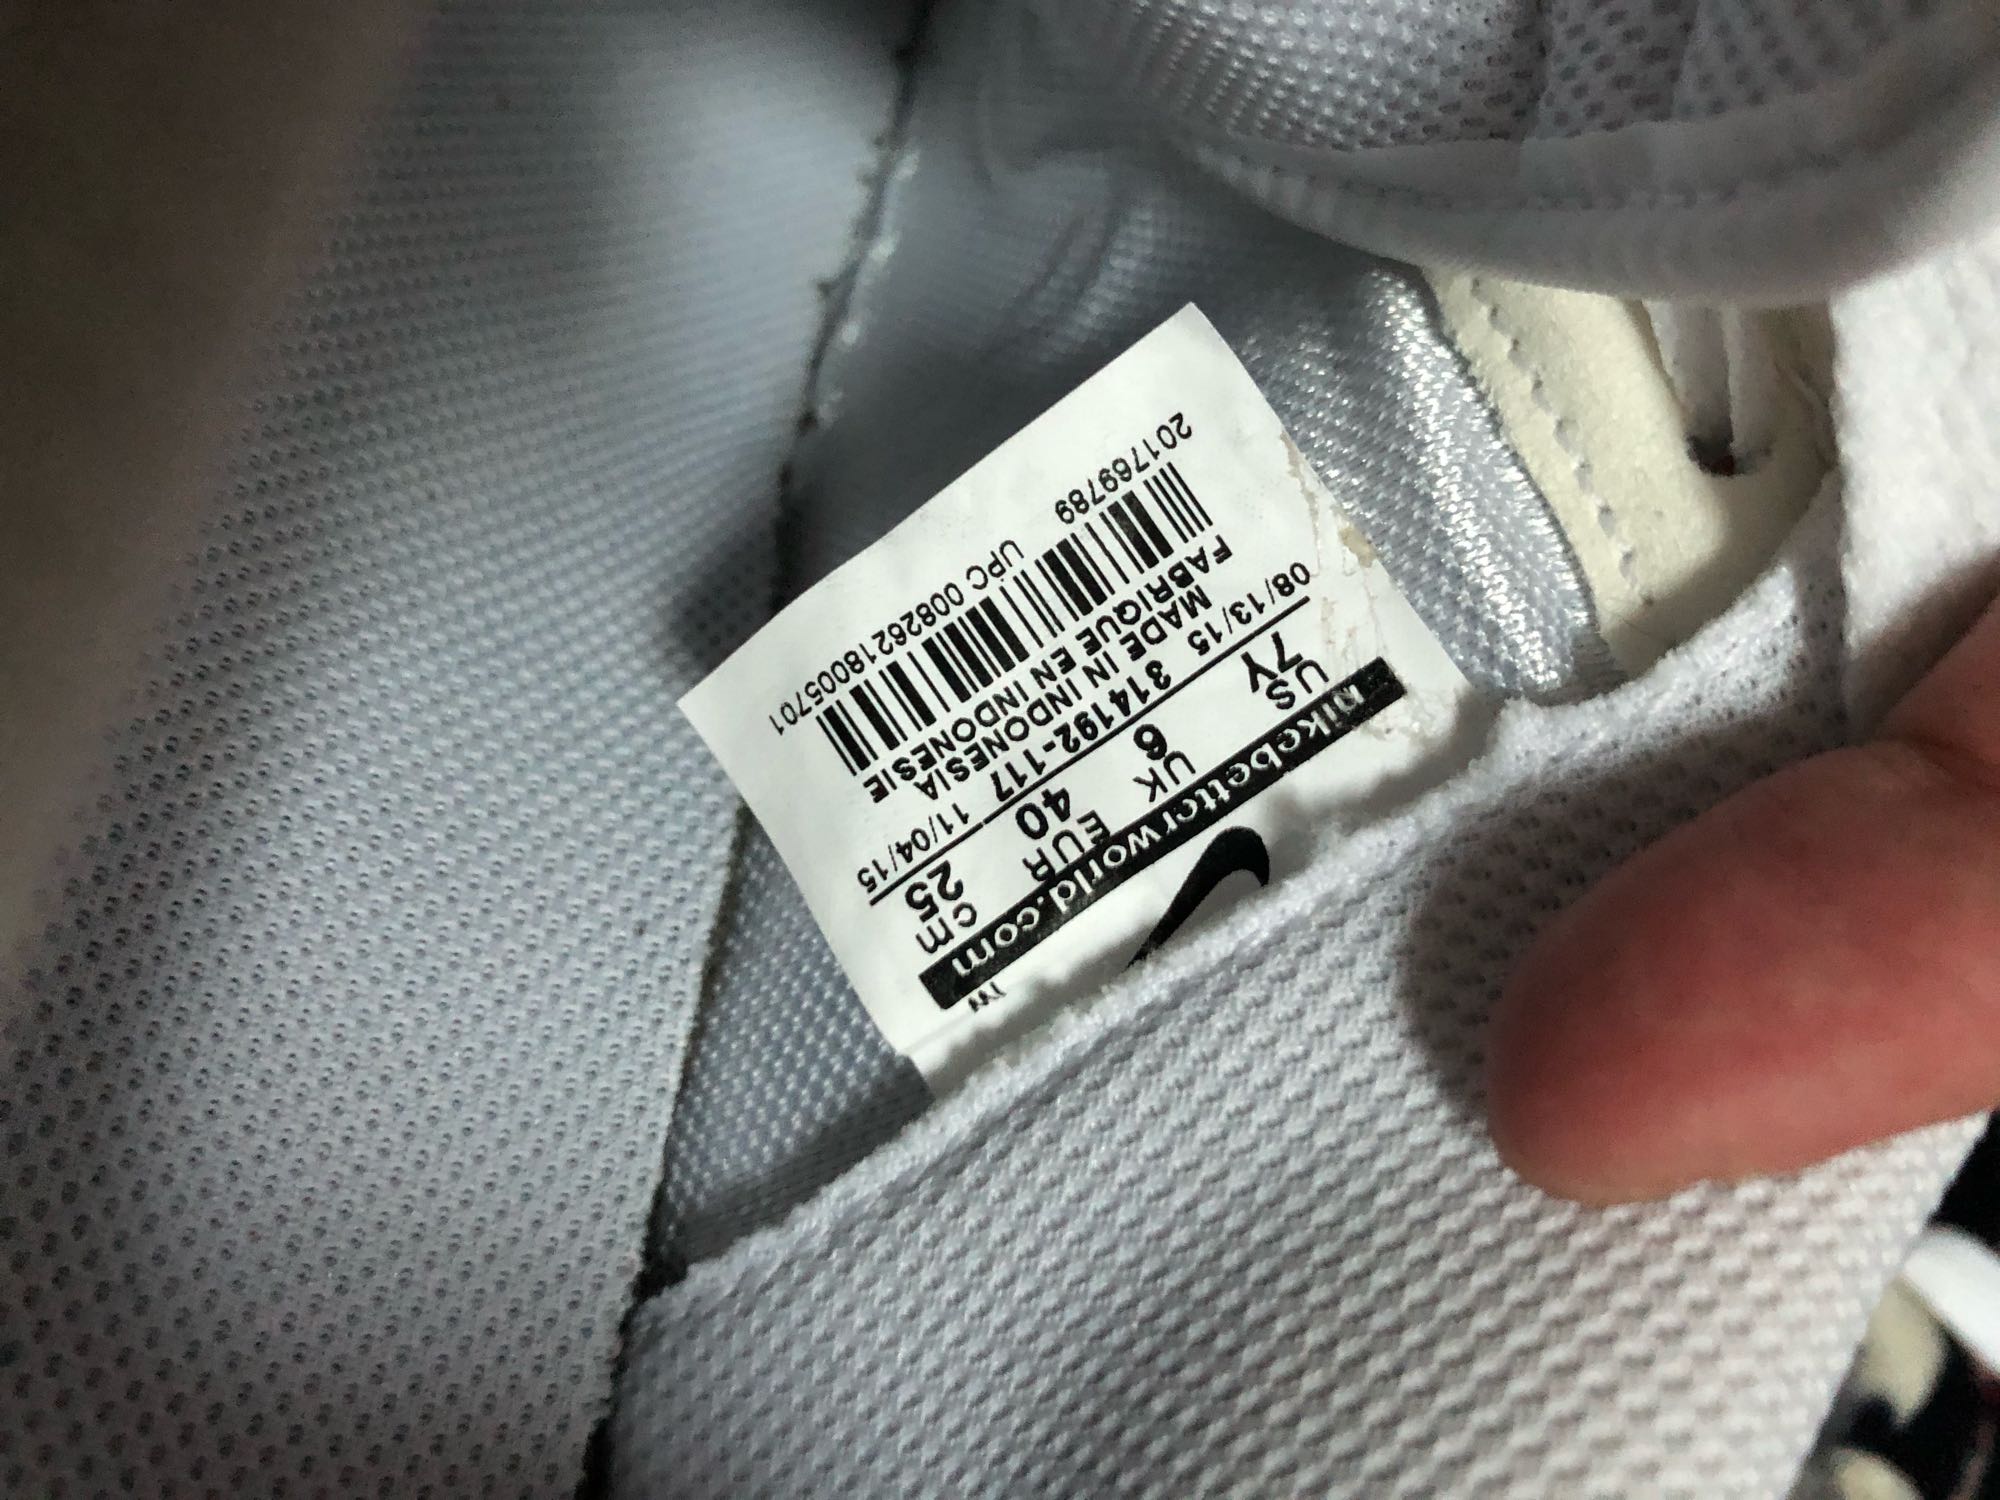 nikebetterworld.com
US UK EUR cm
7Y 6 40 25
08/13/15 314192-117 11/04/15
MADE IN INDONESIA
FABRIQUE EN INDONESIE
201769789 UPC 00826218005701